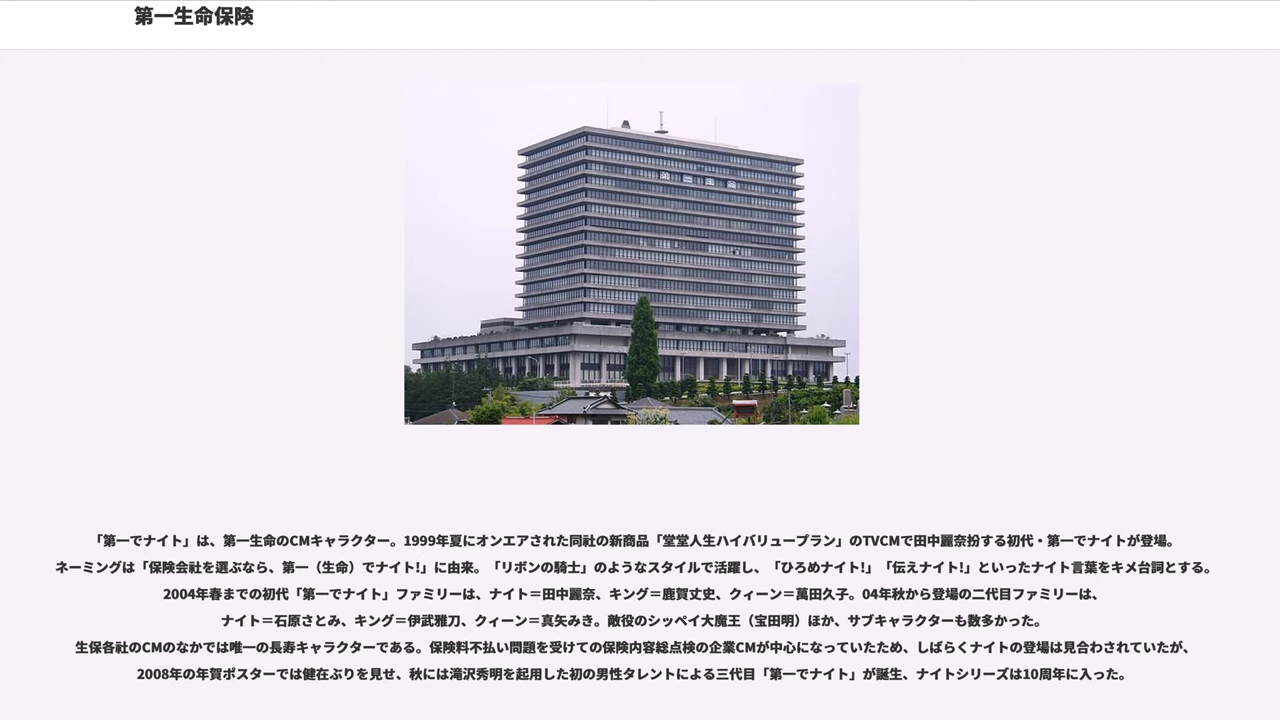 第一生命保険
第一生命
「第一でナイト」は、第一生命のCMキャラクター。1999年夏にオンエアされた同社の新商品「堂堂人生ハイバリュープラン」のTVCMで田中麗奈扮する初代・第一でナイトが登場。
ネーミングは「保険会社を選ぶなら、第一（生命）でナイト!」に由来。「リボンの騎士」のようなスタイルで活躍し、「ひろめナイト!」「伝えナイト!」といったナイト言葉をキメ台詞とする。
2004年春までの初代「第一でナイト」ファミリーは、ナイト＝田中麗奈、キング＝鹿賀丈史、クィーン＝萬田久子。04年秋から登場の二代目ファミリーは、
ナイト＝石原さとみ、キング＝伊武雅刀、クィーン＝真矢みき。敵役のシッペイ大魔王（宝田明）ほか、サブキャラクターも数多かった。
生保各社のCMのなかでは唯一の長寿キャラクターである。保険料不払い問題を受けての保険内容総点検の企業CMが中心になっていたため、しばらくナイトの登場は見合わされていたが、
2008年の年賀ポスターでは健在ぶりを見せ、秋には滝沢秀明を起用した初の男性タレントによる三代目「第一でナイト」が誕生、ナイトシリーズは10周年に入った。